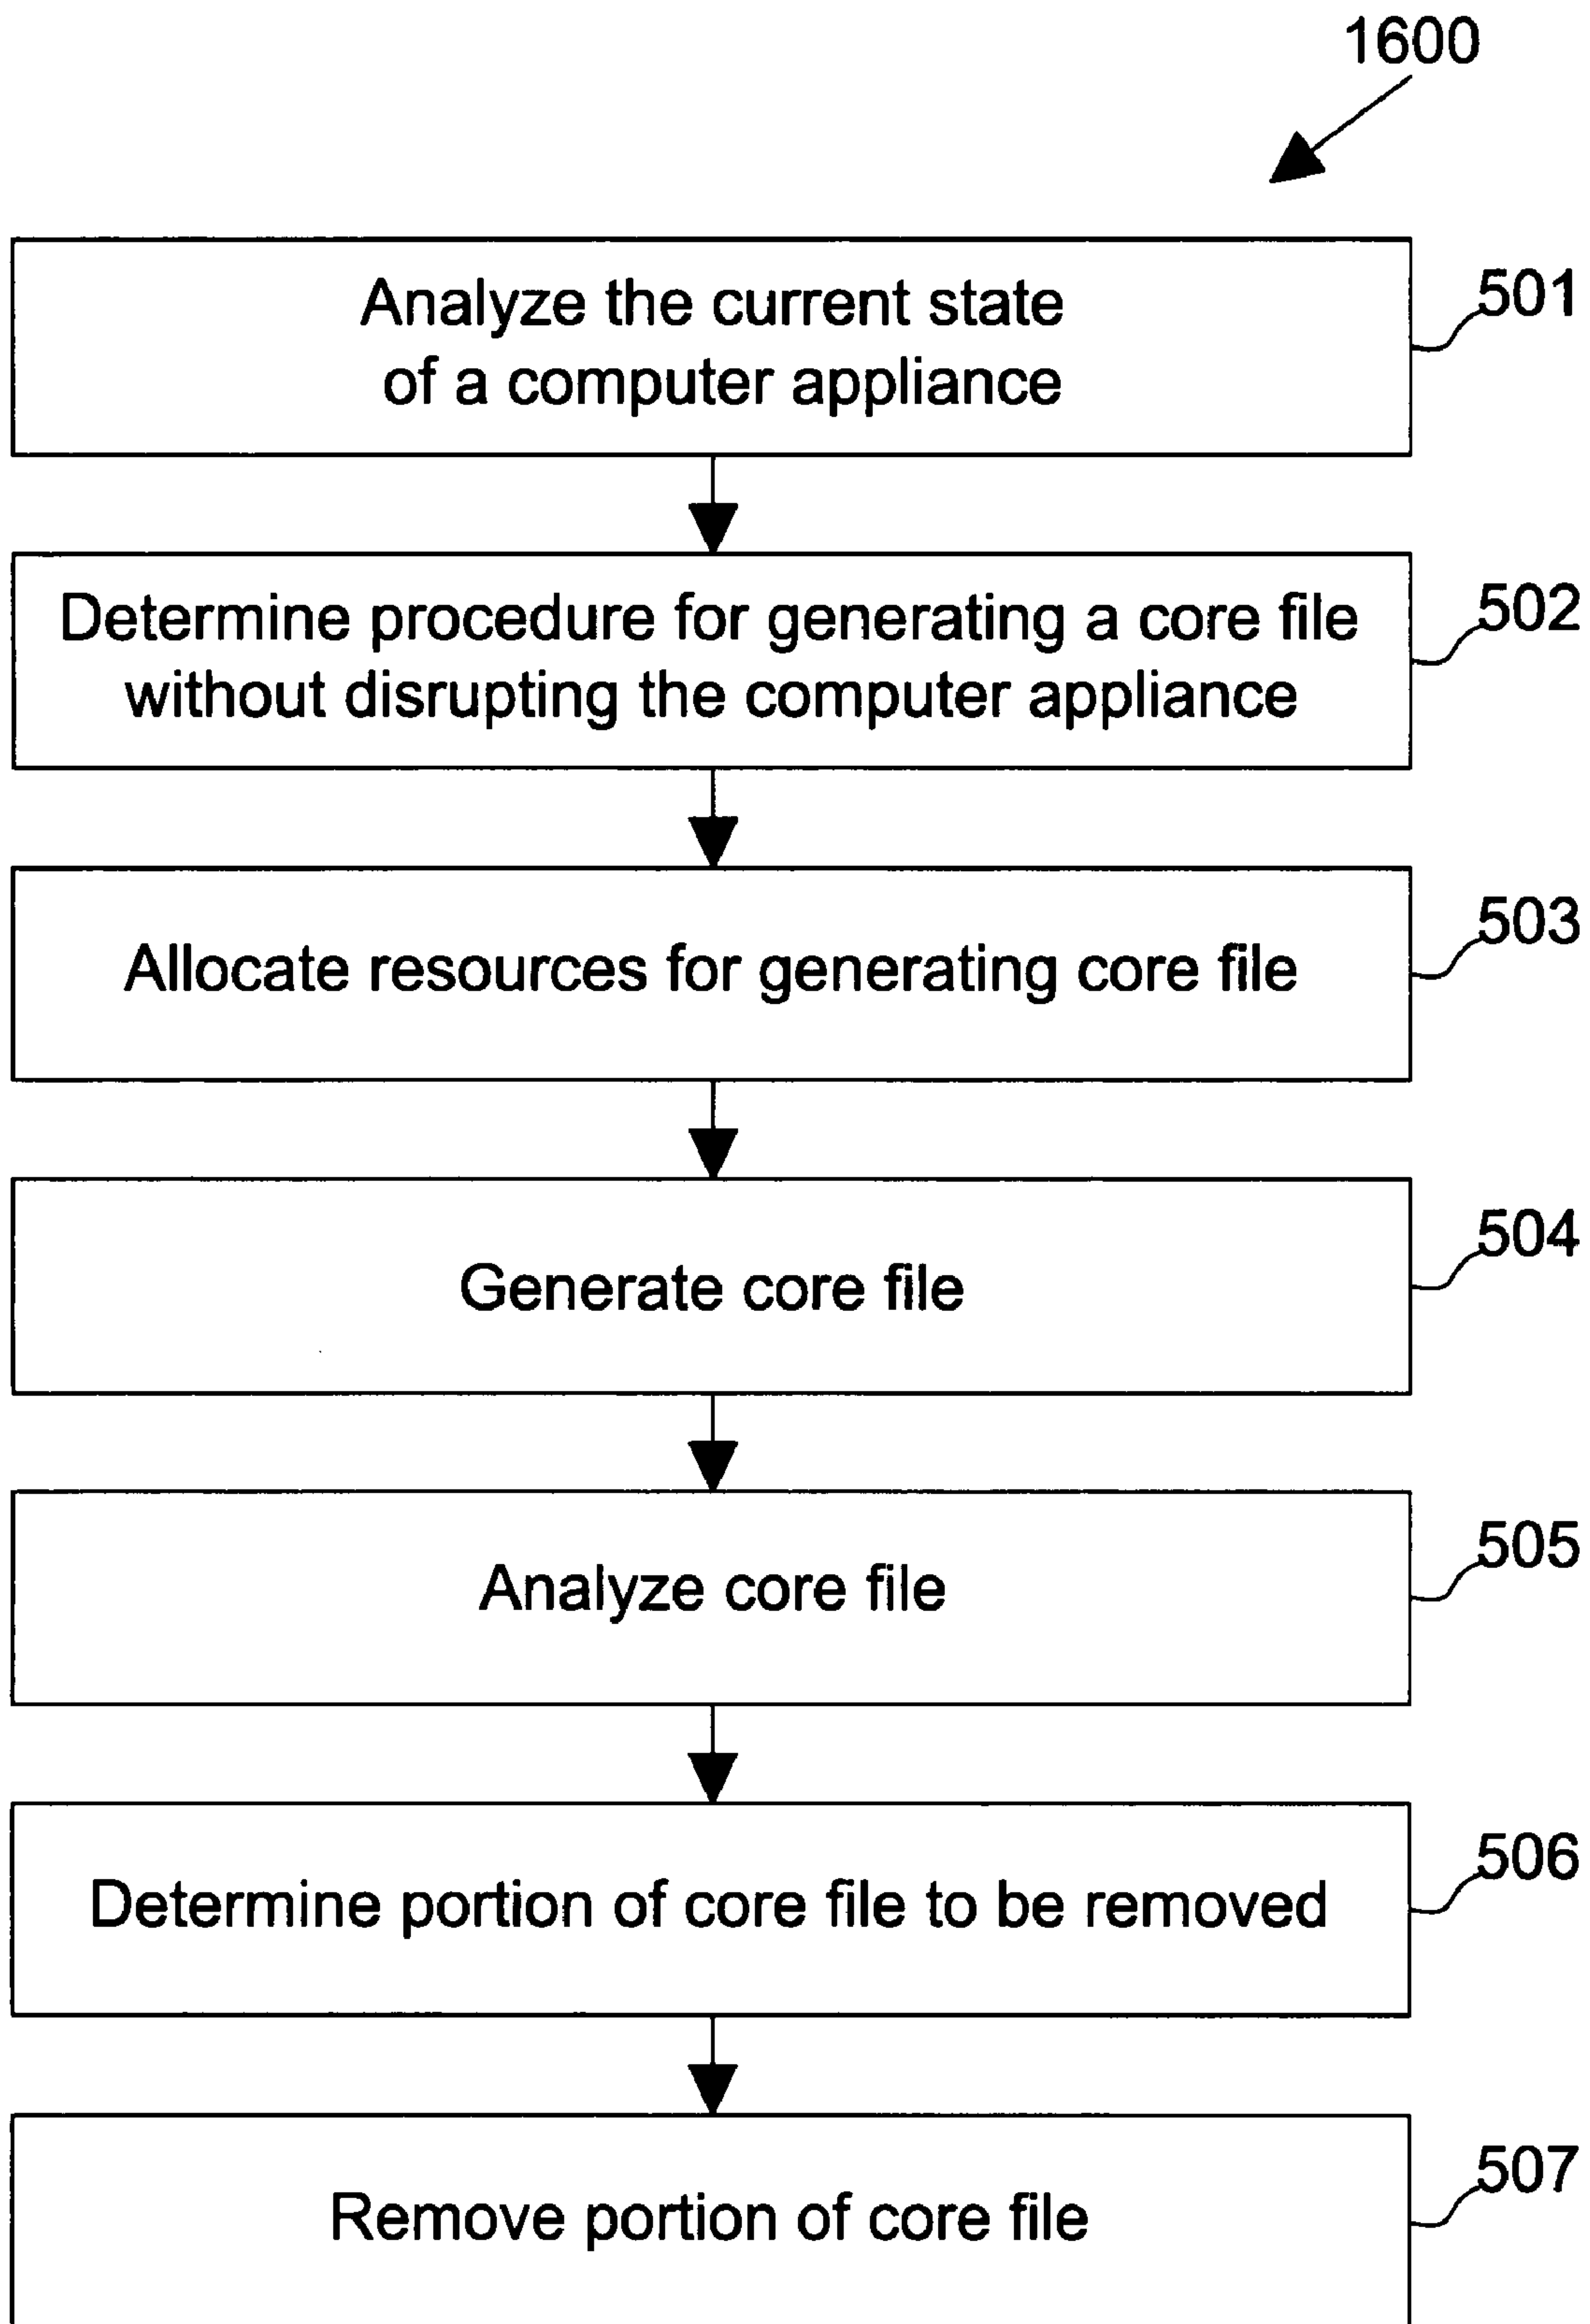 1600
Analyze the current state
of a computer appliance
501
Determine procedure for generating a core file
without disrupting the computer appliance
502
Allocate resources for generating core file
503
Generate core file
504
Analyze core file
505
Determine portion of core file to be removed
506
Remove portion of core file
507